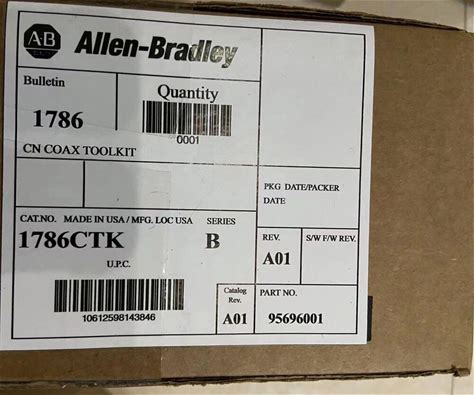 A-B
Allen-Bradley
Bulletin
1786
Quantity
0001
CN COAX TOOLKIT
PKG DATE/PACKER
DATE
CAT.NO. MADE IN USA / MFG. LOC USA SERIES
1786CTK B
U.P.C.
10612598143846
REV. S/W F/W REV.
A01
Catalog
Rev.
A01
PART NO.
95696001